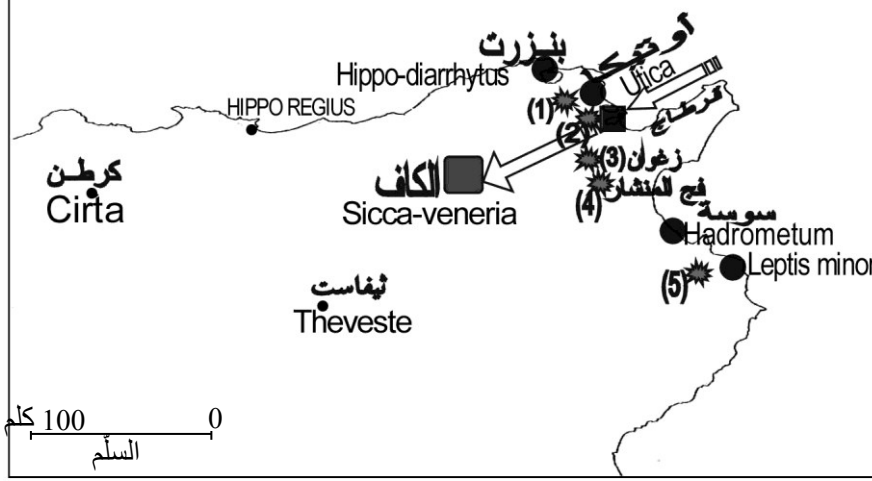 بنزرت
Hippo-diarrhytus
أوتيكا
Utica
HIPPO REGIUS
(1)
(2)
قرطاج
كرطن
Cirta
الكاف
Sicca-veneria
(3) زغوان
(4) فج المنشار
سوسة
Hadrometum
(5)
Leptis minor
ثيفاست
Theveste
0 100 كلم
السلّم